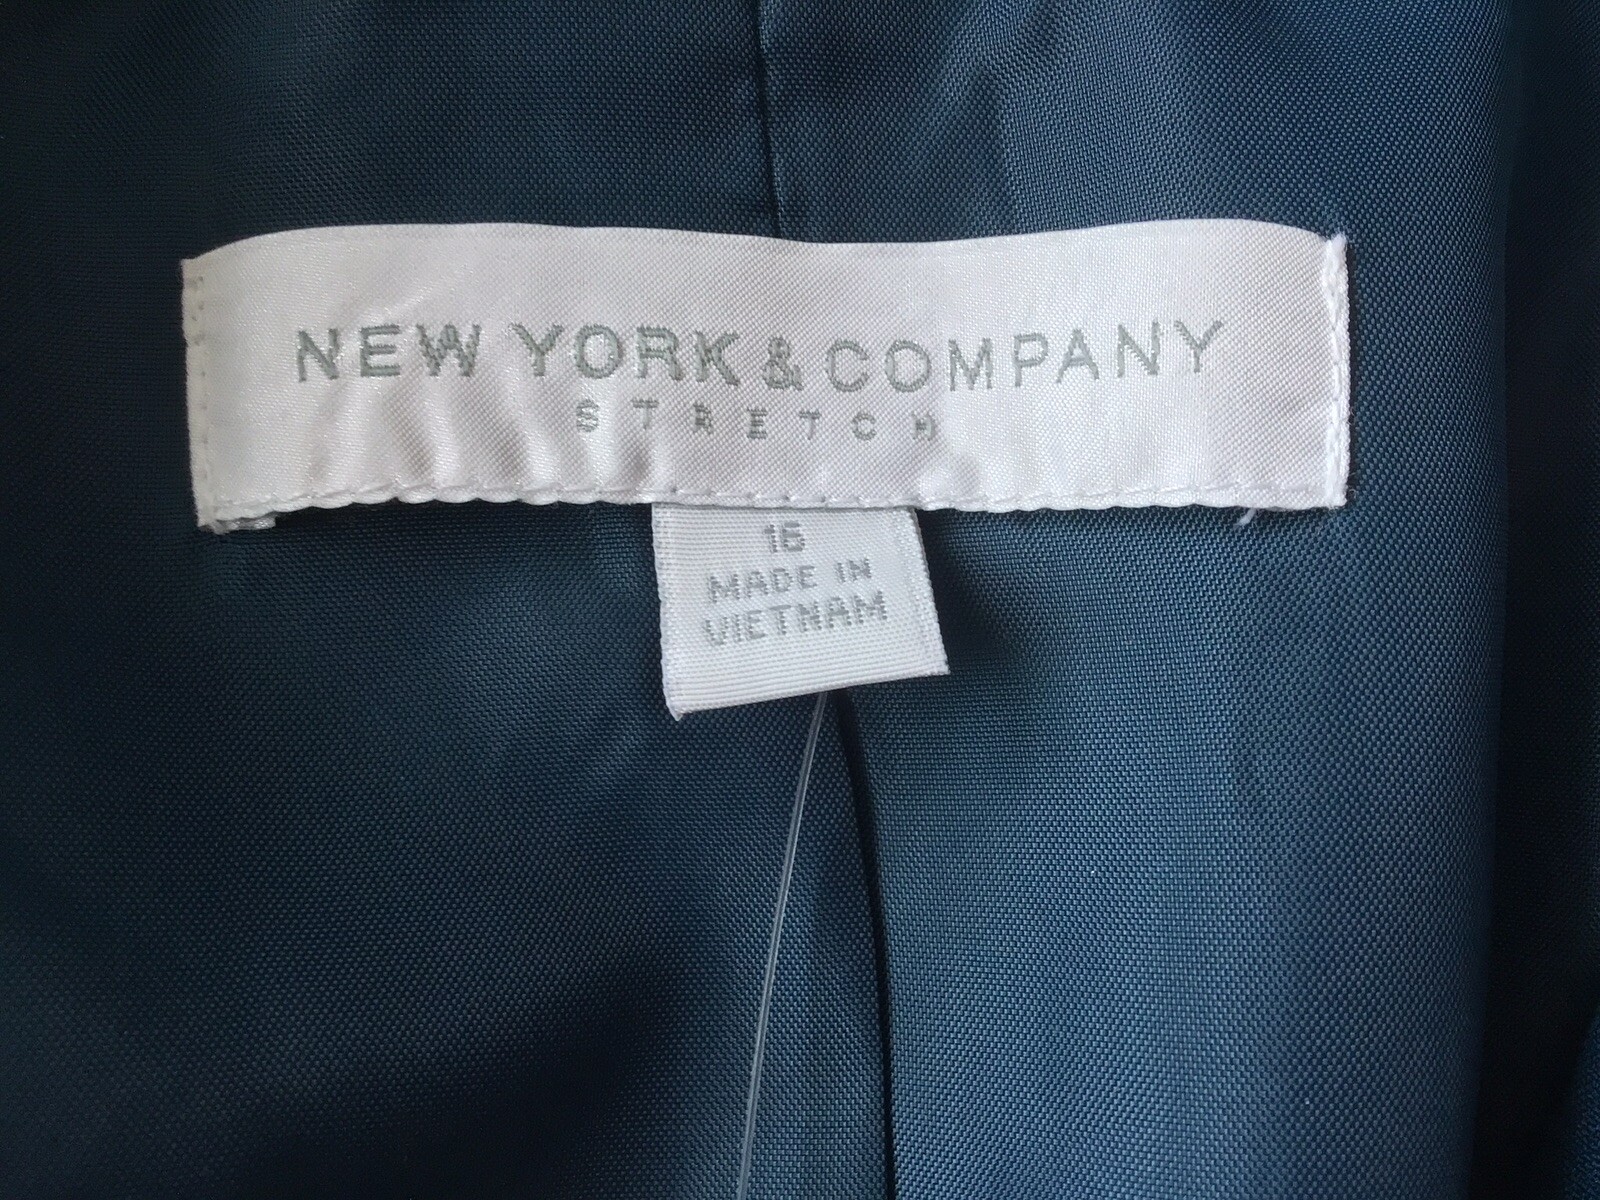 NEW YORK & COMPANY
STRETCH
16
MADE IN
VIETNAM